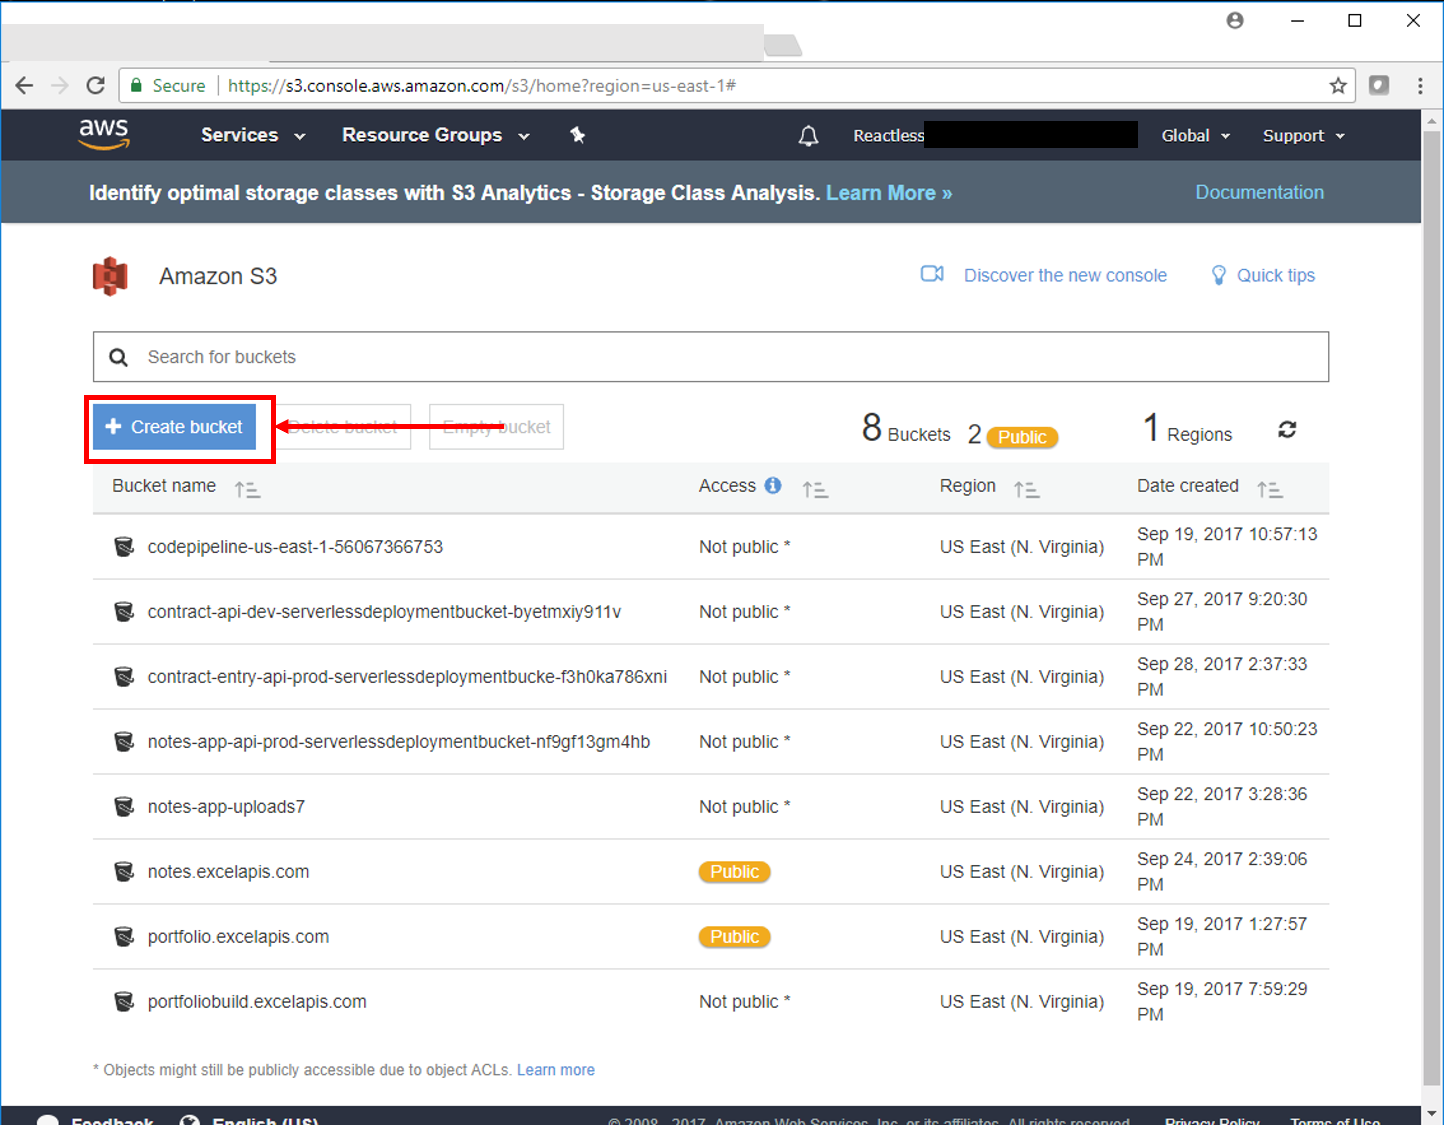 Secure https://s3.console.aws.amazon.com/s3/home?region=us-east-1#
aws Services Resource Groups Reactless Global Support
Identify optimal storage classes with S3 Analytics - Storage Class Analysis. Learn More » Documentation
Amazon S3 Discover the new console Quick tips
Search for buckets
+ Create bucket Delete bucket Empty bucket 8 Buckets 2 Public 1 Regions
Bucket name Access Region Date created
codepipeline-us-east-1-56067366753 Not public * US East (N. Virginia) Sep 19, 2017 10:57:13
PM
contract-api-dev-serverlessdeploymentbucket-byetmxiy911v Not public * US East (N. Virginia) Sep 27, 2017 9:20:30
PM
contract-entry-api-prod-serverlessdeploymentbucke-f3h0ka786xni Not public * US East (N. Virginia) Sep 28, 2017 2:37:33
PM
notes-app-api-prod-serverlessdeploymentbucket-nf9gf13gm4hb Not public * US East (N. Virginia) Sep 22, 2017 10:50:23
PM
notes-app-uploads7 Not public * US East (N. Virginia) Sep 22, 2017 3:28:36
PM
notes.excelapis.com Public US East (N. Virginia) Sep 24, 2017 2:39:06
PM
portfolio.excelapis.com Public US East (N. Virginia) Sep 19, 2017 1:27:57
PM
portfoliobuild.excelapis.com Not public * US East (N. Virginia) Sep 19, 2017 7:59:29
PM
* Objects might still be publicly accessible due to object ACLs. Learn more
Feedback English (US) © 2008 - 2017, Amazon Web Services, Inc. or its affiliates. All rights reserved. Privacy Policy Terms of Use